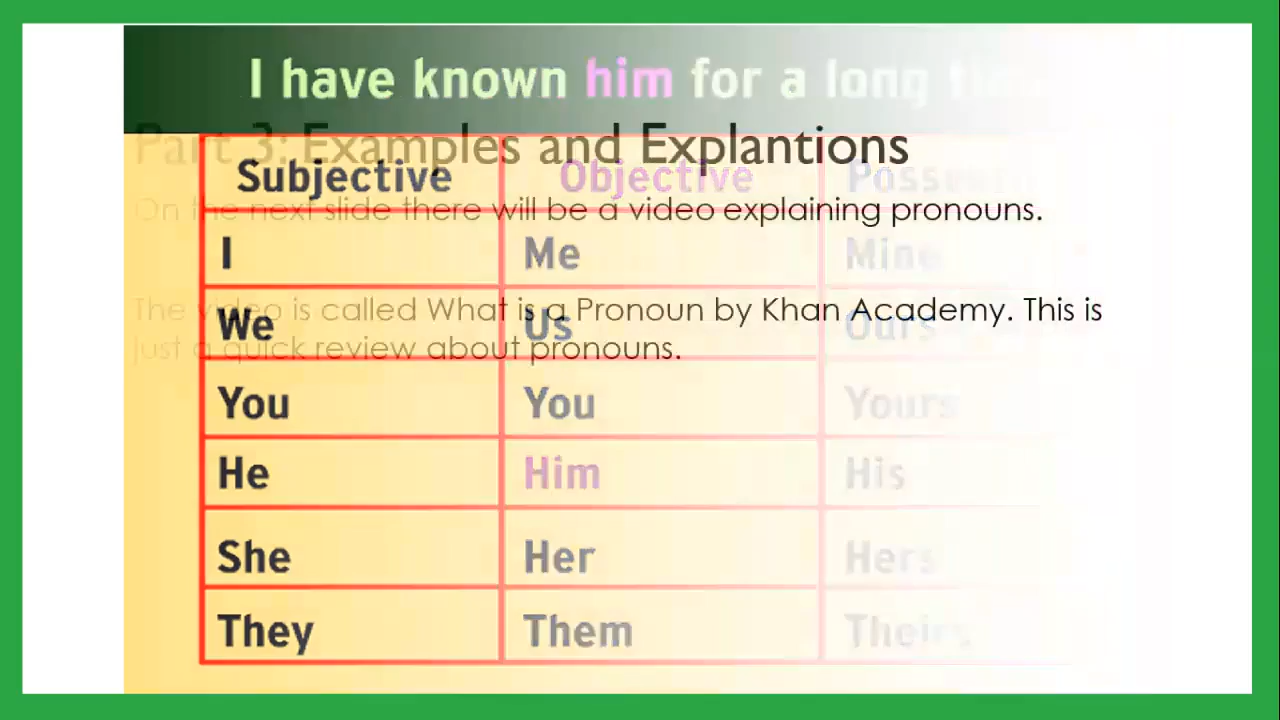 I have known him for a long time
Part 3: Examples and Explantions
Subjective Objective
On the next slide there will be a video explaining pronouns.
I Me Mine
The video is called What is a Pronoun by Khan Academy. This is
We Us Ours
just a quick review about pronouns.
You You Yours
He Him His
She Her Hers
They Them Theirs